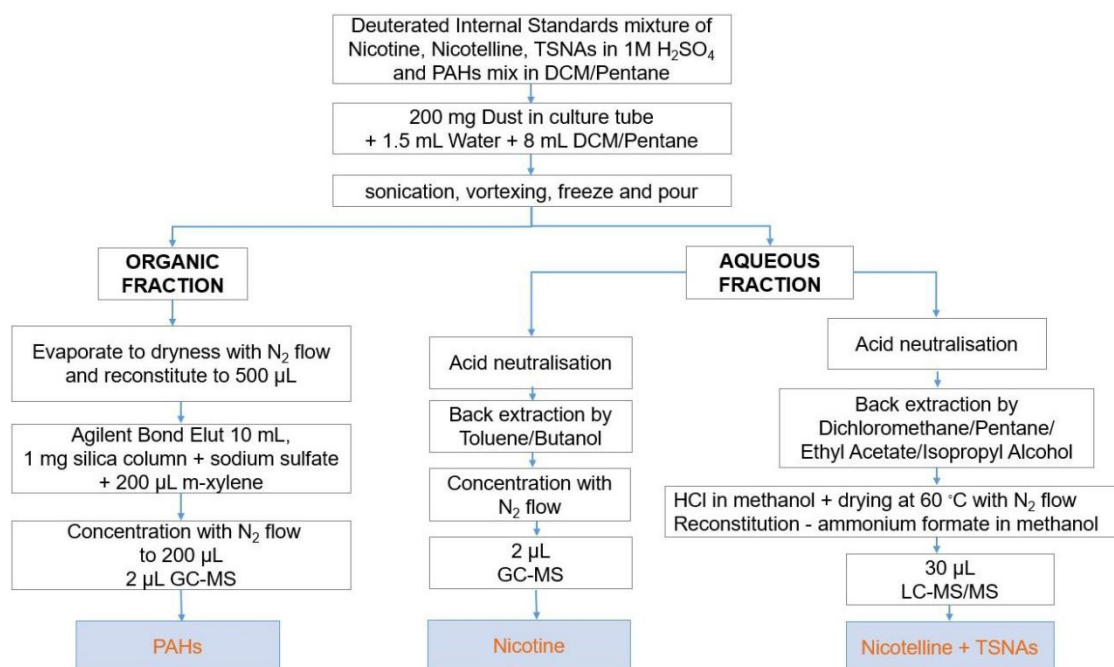 Deuterated Internal Standards mixture of
Nicotine, Nicotelline, TSNAs in 1M H₂SO₄
and PAHs mix in DCM/Pentane
200 mg Dust in culture tube
+ 1.5 mL Water + 8 mL DCM/Pentane
sonication, vortexing, freeze and pour
ORGANIC
FRACTION
Evaporate to dryness with N₂ flow
and reconstitute to 500 µL
Agilent Bond Elut 10 mL,
1 mg silica column + sodium sulfate
+ 200 µL m-xylene
Concentration with N₂ flow
to 200 µL
2 µL GC-MS
PAHs
AQUEOUS
FRACTION
Acid neutralisation
Back extraction by
Toluene/Butanol
Concentration with
N₂ flow
2 µL
GC-MS
Nicotine
Acid neutralisation
Back extraction by
Dichloromethane/Pentane/
Ethyl Acetate/Isopropyl Alcohol
HCl in methanol + drying at 60 °C with N₂ flow
Reconstitution - ammonium formate in methanol
30 µL
LC-MS/MS
Nicotelline + TSNAs